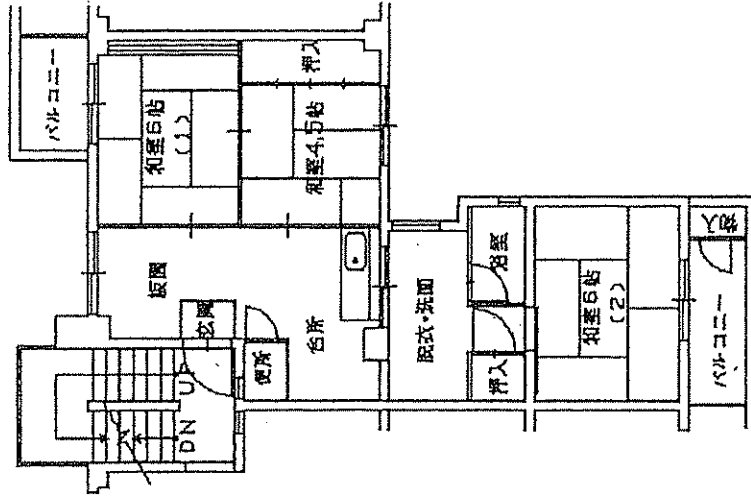 バルコニー
和室6帖
(1)
押入
和室4.5帖
板間
玄関
便所
台所
UP
DN
脱衣・洗面
浴室
押入
和室6帖
(2)
物入
バルコニー